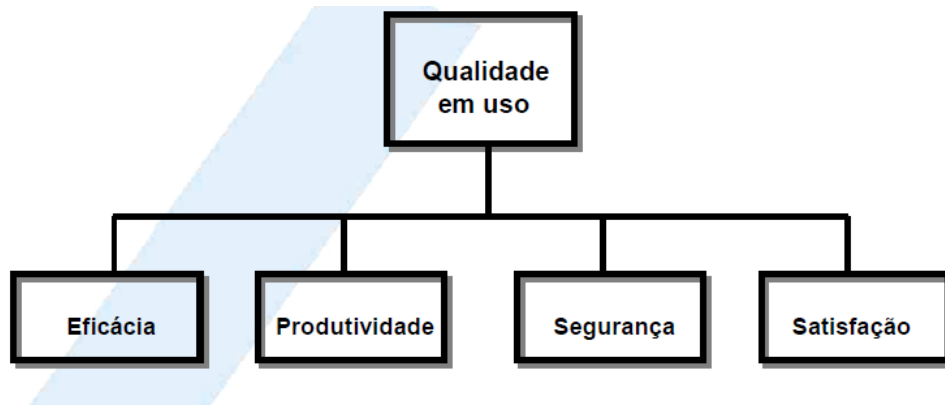 Qualidade
em uso
Eficácia
Produtividade
Segurança
Satisfação